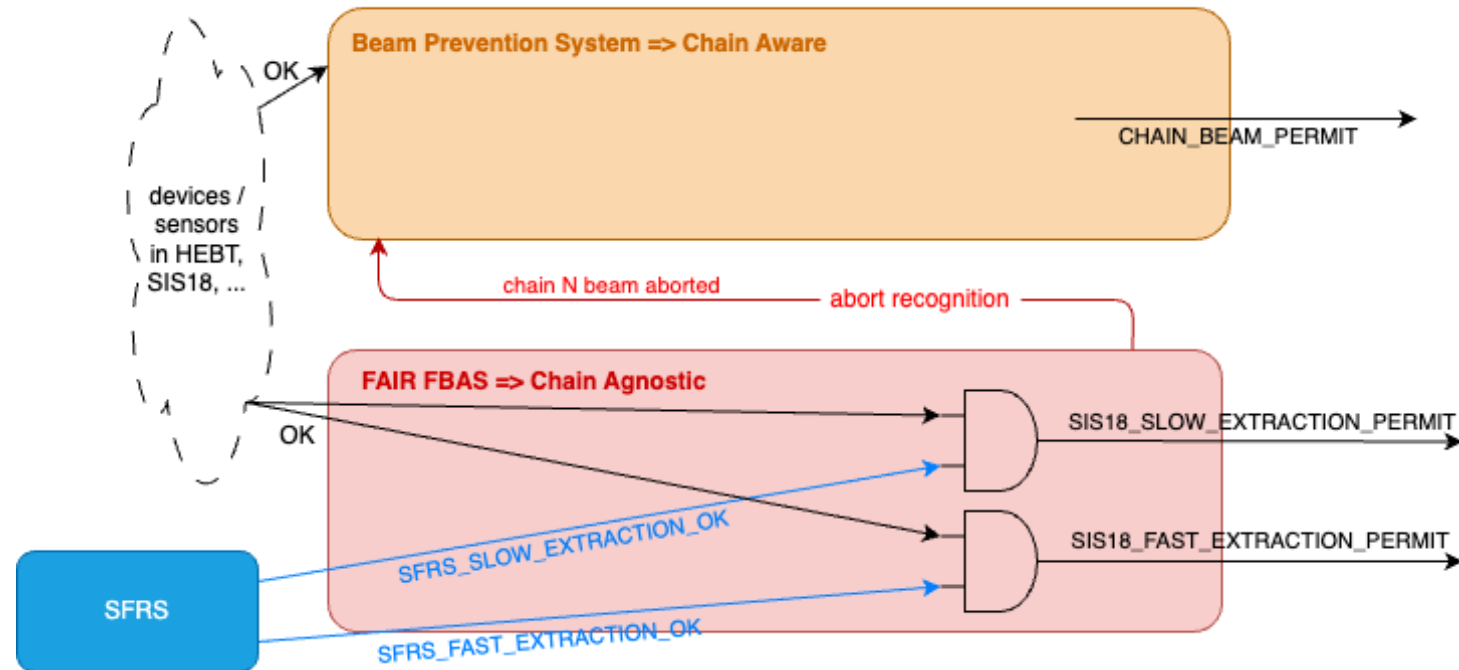 Beam Prevention System => Chain Aware
OK
CHAIN_BEAM_PERMIT
devices /
sensors
in HEBT,
SIS18, ...
chain N beam aborted
abort recognition
FAIR FBAS => Chain Agnostic
OK
SIS18_SLOW_EXTRACTION_PERMIT
SFRS_SLOW_EXTRACTION_OK
SIS18_FAST_EXTRACTION_PERMIT
SFRS
SFRS_FAST_EXTRACTION_OK